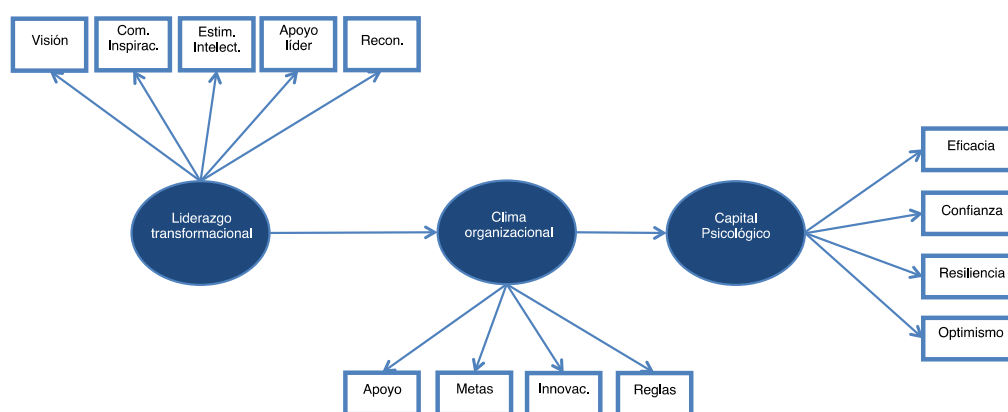 Visión
Com.
Inspirac.
Estim.
Intelect.
Apoyo
líder
Recon.
Liderazgo
transformacional
Clima
organizacional
Capital
Psicológico
Eficacia
Confianza
Resiliencia
Optimismo
Apoyo
Metas
Innovac.
Reglas